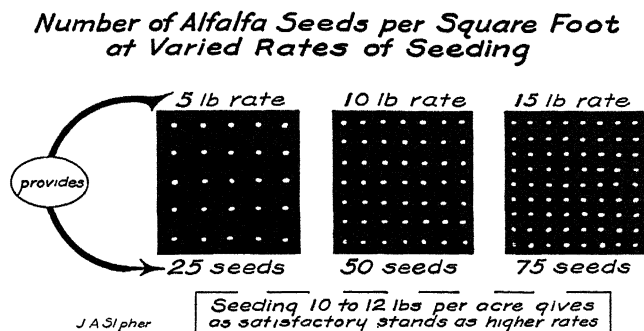 Number of Alfalfa Seeds per Square Foot
at Varied Rates of Seeding
5 lb rate
10 lb rate
15 lb rate
provides
25 seeds
50 seeds
75 seeds
Seeding 10 to 12 lbs per acre gives
as satisfactory stands as higher rates
J A Slpher